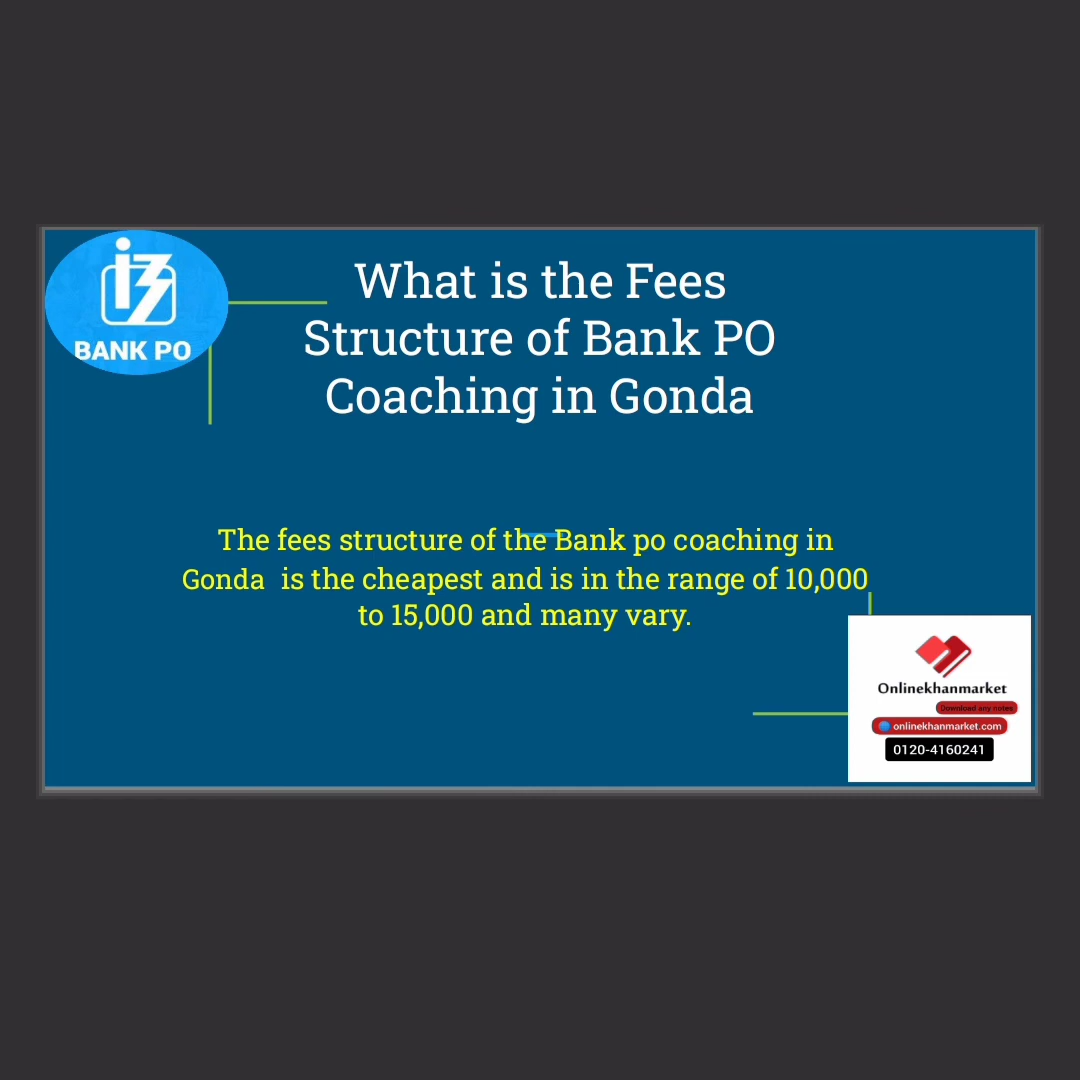 BANK PO
What is the Fees
Structure of Bank PO
Coaching in Gonda
The fees structure of the Bank po coaching in
Gonda is the cheapest and is in the range of 10,000
to 15,000 and many vary.
Onlinekhanmarket
Download any notes
onlinekhanmarket.com
0120-4160241